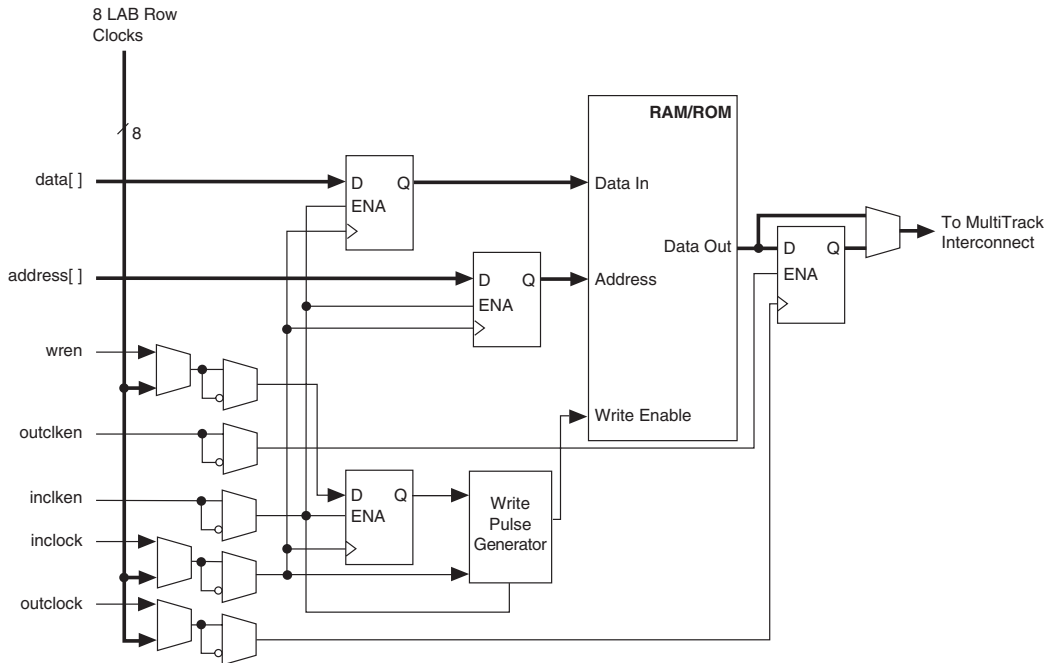 8 LAB Row
Clocks
8
RAM/ROM
data[ ]
D Q
ENA
Data In
address[ ]
D Q
ENA
Address
Data Out
D Q
ENA
To MultiTrack
Interconnect
wren
Write Enable
outclken
inclken
D Q
ENA
Write
Pulse
Generator
inclock
outclock